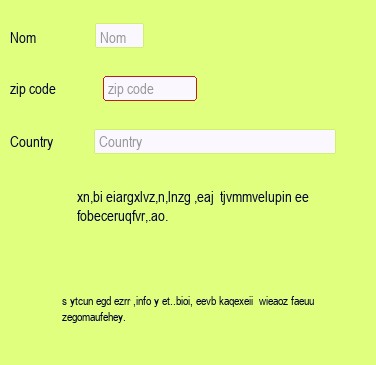 Nom Nom
zip code zip code
Country Country
xn,bi eiargxlvz,n,lnzg ,eaj tjvmmvelupin ee
fobeceruqfvr,.ao.
s ytcun egd ezrr ,info y et..bioi, eevb kaqexeii wieaoz faeuu
zegomaufehey.